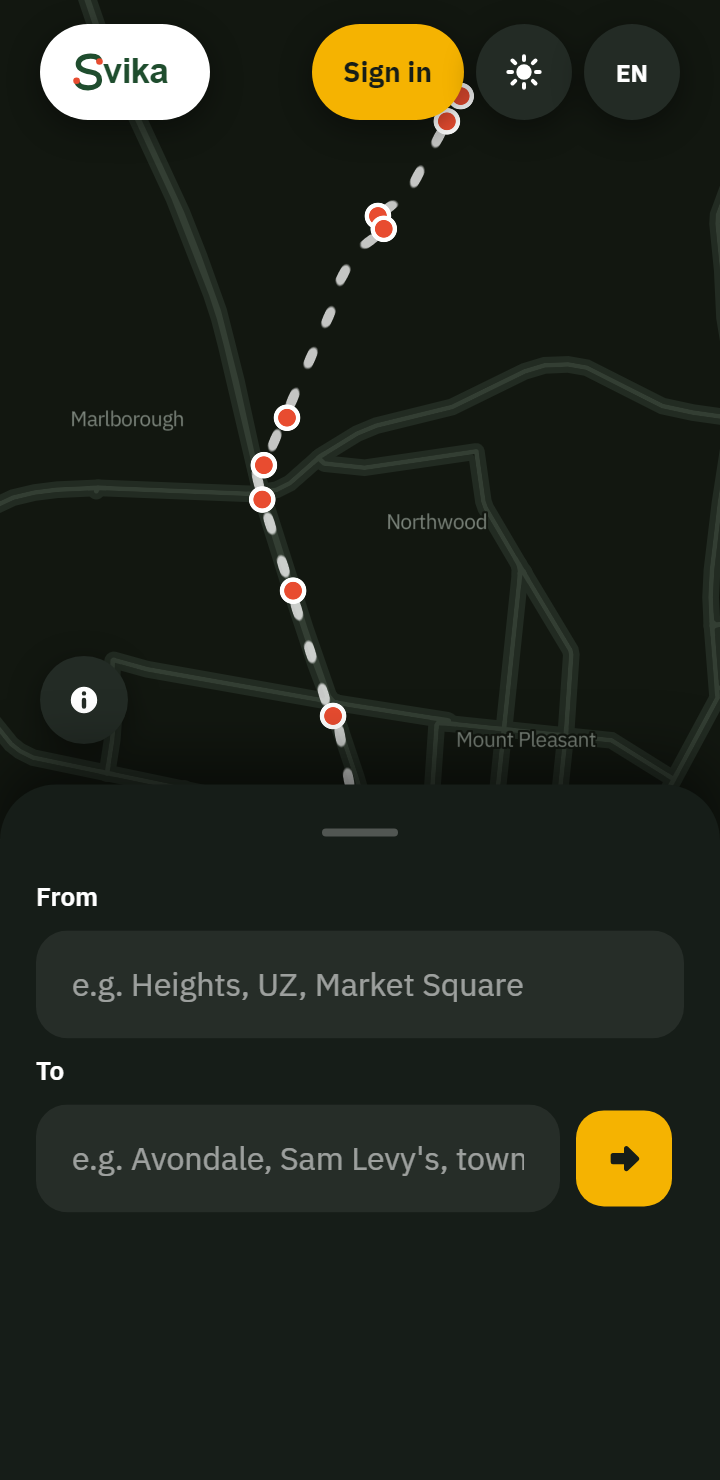 Svika
Sign in
EN
Marlborough
Northwood
Mount Pleasant
From
e.g. Heights, UZ, Market Square
To
e.g. Avondale, Sam Levy's, town